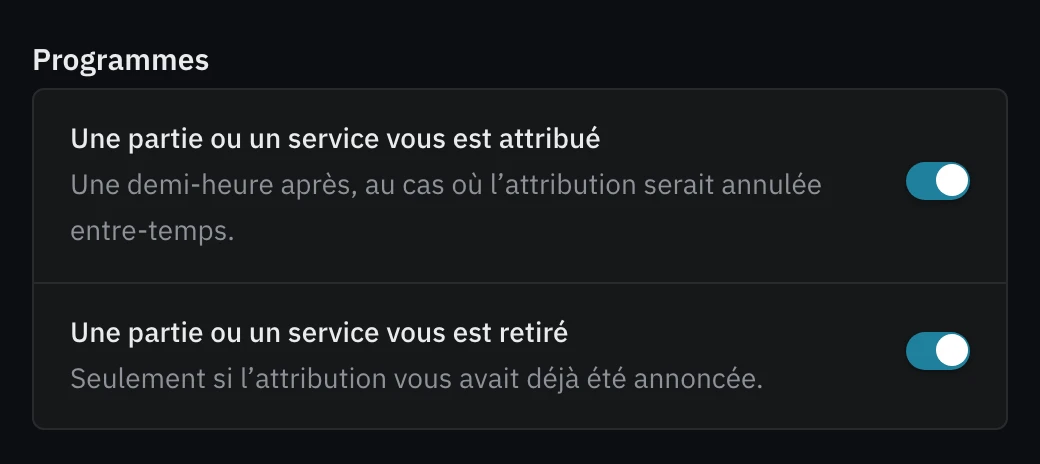 Programmes
Une partie ou un service vous est attribué
Une demi-heure après, au cas où l’attribution serait annulée
entre-temps.
Une partie ou un service vous est retiré
Seulement si l’attribution vous avait déjà été annoncée.